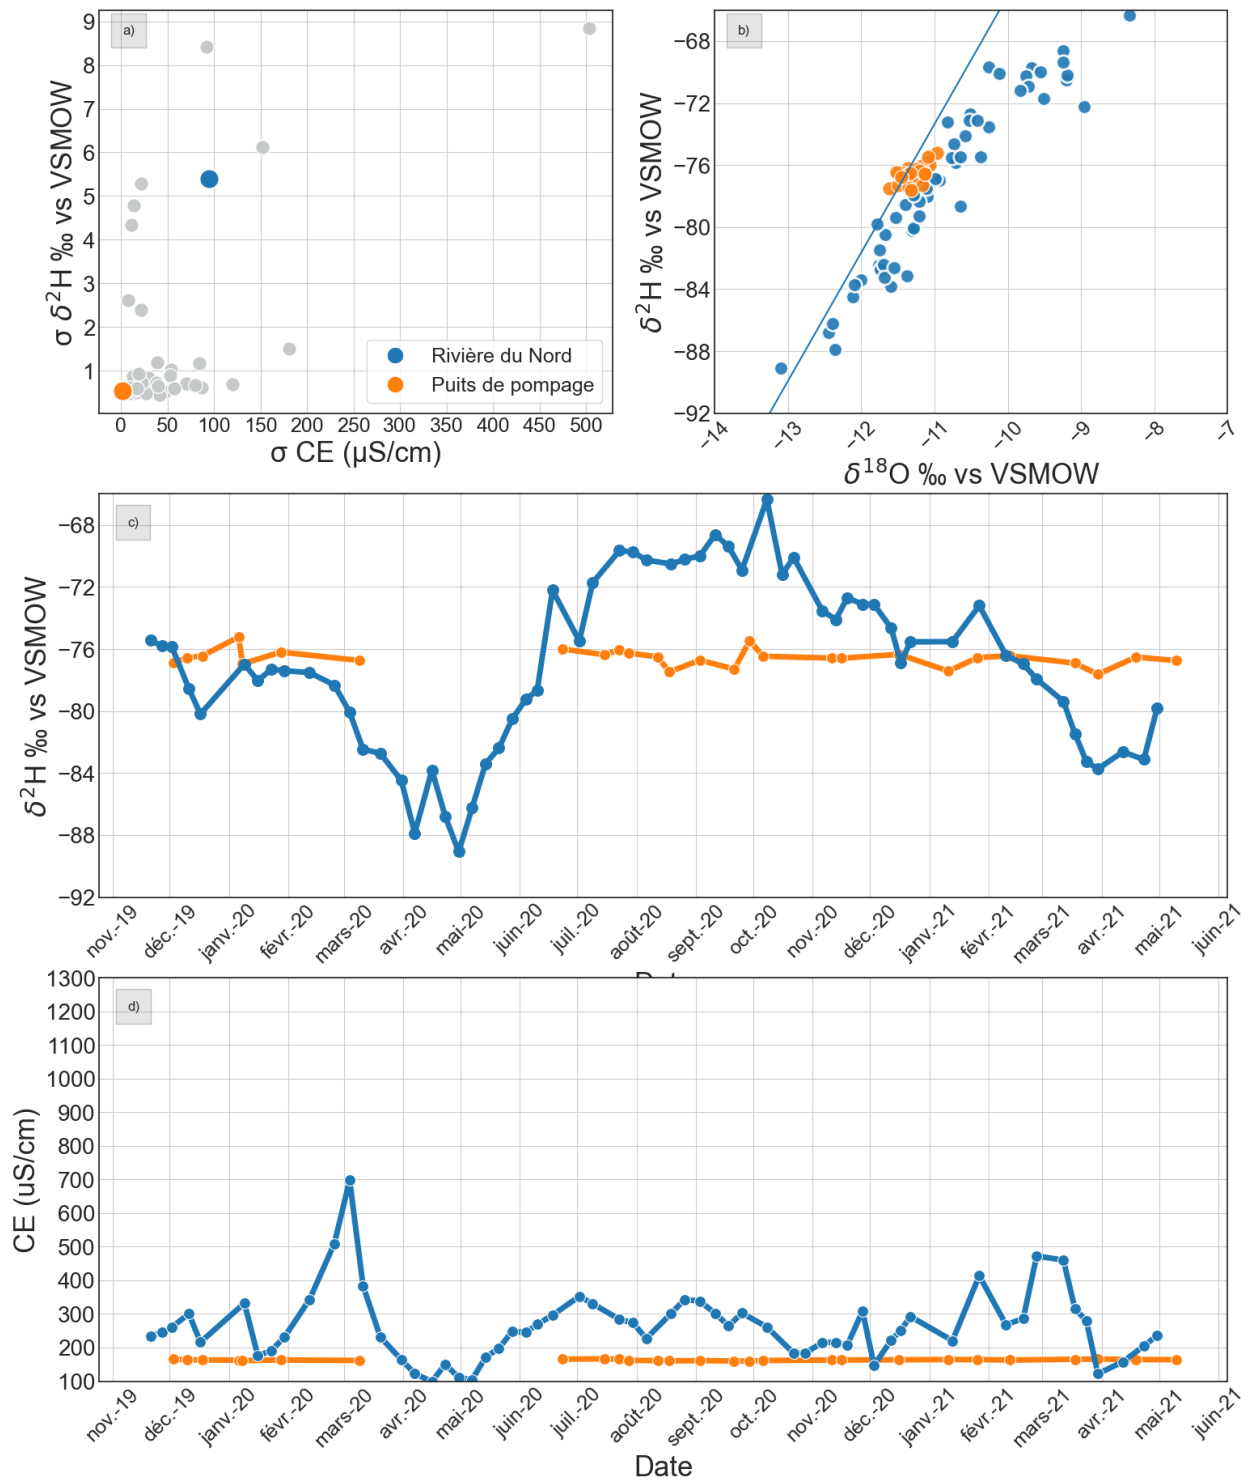 a)
9
8
7
6
5
4
3
2
1
σ δ²H ‰ vs VSMOW
Rivière du Nord
Puits de pompage
0 50 100 150 200 250 300 350 400 450 500
σ CE (µS/cm)
b)
−68
−72
−76
−80
−84
−88
−92
δ²H ‰ vs VSMOW
−14 −13 −12 −11 −10 −9 −8 −7
δ¹⁸O ‰ vs VSMOW
c)
−68
−72
−76
−80
−84
−88
−92
δ²H ‰ vs VSMOW
nov.-19 déc.-19 janv.-20 févr.-20 mars-20 avr.-20 mai-20 juin-20 juil.-20 août-20 sept.-20 oct.-20 nov.-20 déc.-20 janv.-21 févr.-21 mars-21 avr.-21 mai-21 juin-21
d)
1300
1200
1100
1000
900
800
700
600
500
400
300
200
100
CE (uS/cm)
nov.-19 déc.-19 janv.-20 févr.-20 mars-20 avr.-20 mai-20 juin-20 juil.-20 août-20 sept.-20 oct.-20 nov.-20 déc.-20 janv.-21 févr.-21 mars-21 avr.-21 mai-21 juin-21
Date